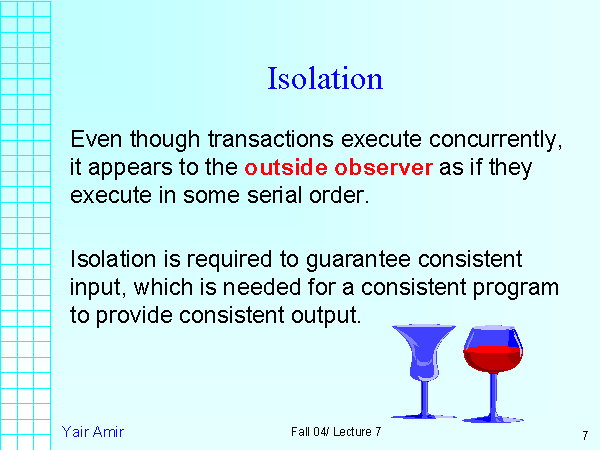 Isolation
Even though transactions execute concurrently,
it appears to the outside observer as if they
execute in some serial order.
Isolation is required to guarantee consistent
input, which is needed for a consistent program
to provide consistent output.
Yair Amir
Fall 04/ Lecture 7
7